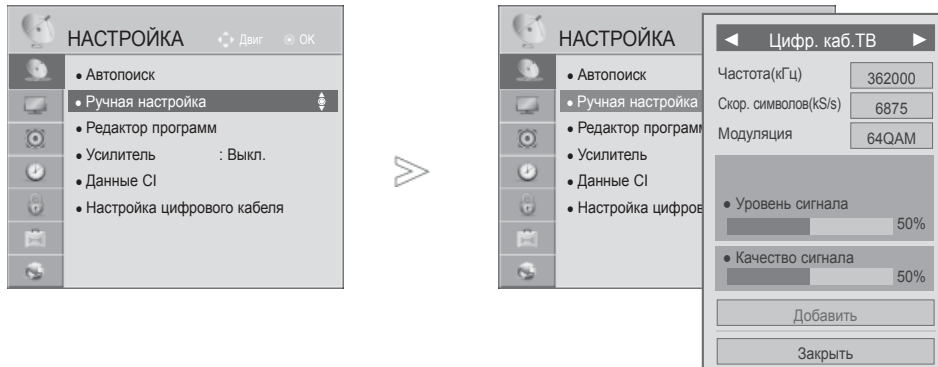 НАСТРОЙКА Двиг OK
• Автопоиск
• Ручная настройка
• Редактор программ
• Усилитель : Выкл.
• Данные CI
• Настройка цифрового кабеля
НАСТРОЙКА
• Автопоиск
• Ручная настройка
• Редактор програм
• Усилитель
• Данные CI
• Настройка цифров
◄ Цифр. каб.ТВ ►
Частота(кГц) 362000
Скор. символов(kS/s) 6875
Модуляция 64QAM
• Уровень сигнала
50%
• Качество сигнала
50%
Добавить
Закрыть